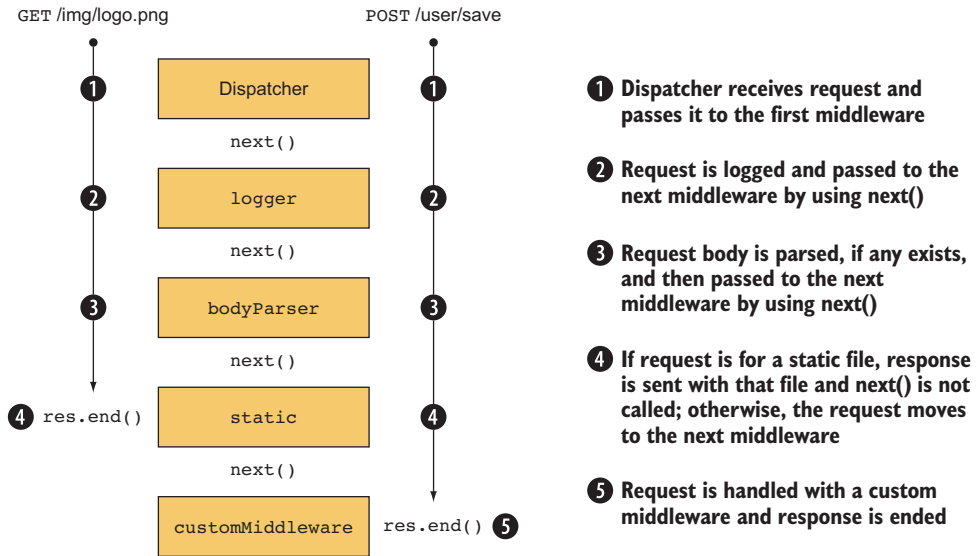 GET /img/logo.png
POST /user/save
1
Dispatcher
1
next()
2
logger
2
next()
3
bodyParser
3
next()
4 res.end()
static
4
next()
customMiddleware
res.end() 5
1 Dispatcher receives request and
passes it to the first middleware
2 Request is logged and passed to the
next middleware by using next()
3 Request body is parsed, if any exists,
and then passed to the next
middleware by using next()
4 If request is for a static file, response
is sent with that file and next() is not
called; otherwise, the request moves
to the next middleware
5 Request is handled with a custom
middleware and response is ended